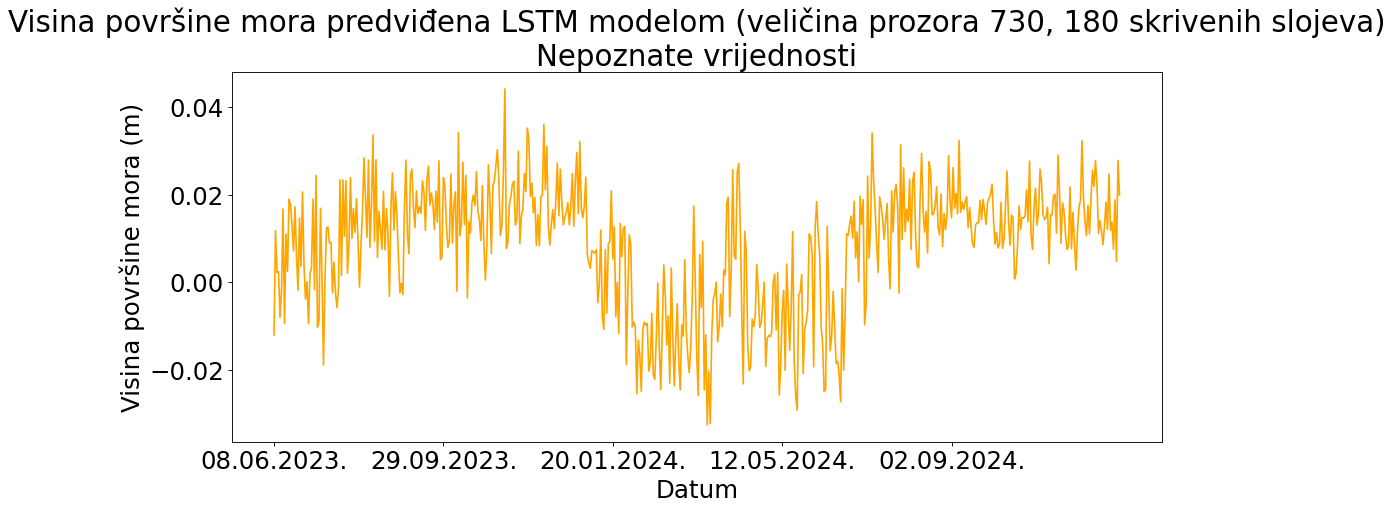 Visina površine mora predviđena LSTM modelom (veličina prozora 730, 180 skrivenih slojeva)
Nepoznate vrijednosti
Visina površine mora (m)
0.04
0.02
0.00
−0.02
08.06.2023. 29.09.2023. 20.01.2024. 12.05.2024. 02.09.2024.
Datum